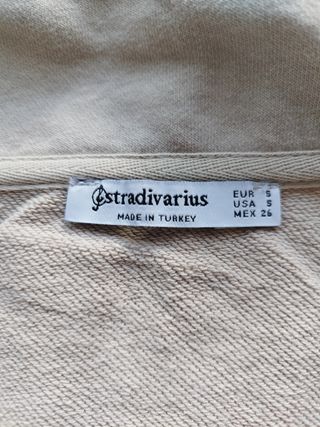 stradivarius
MADE IN TURKEY
EUR S
USA S
MEX 26